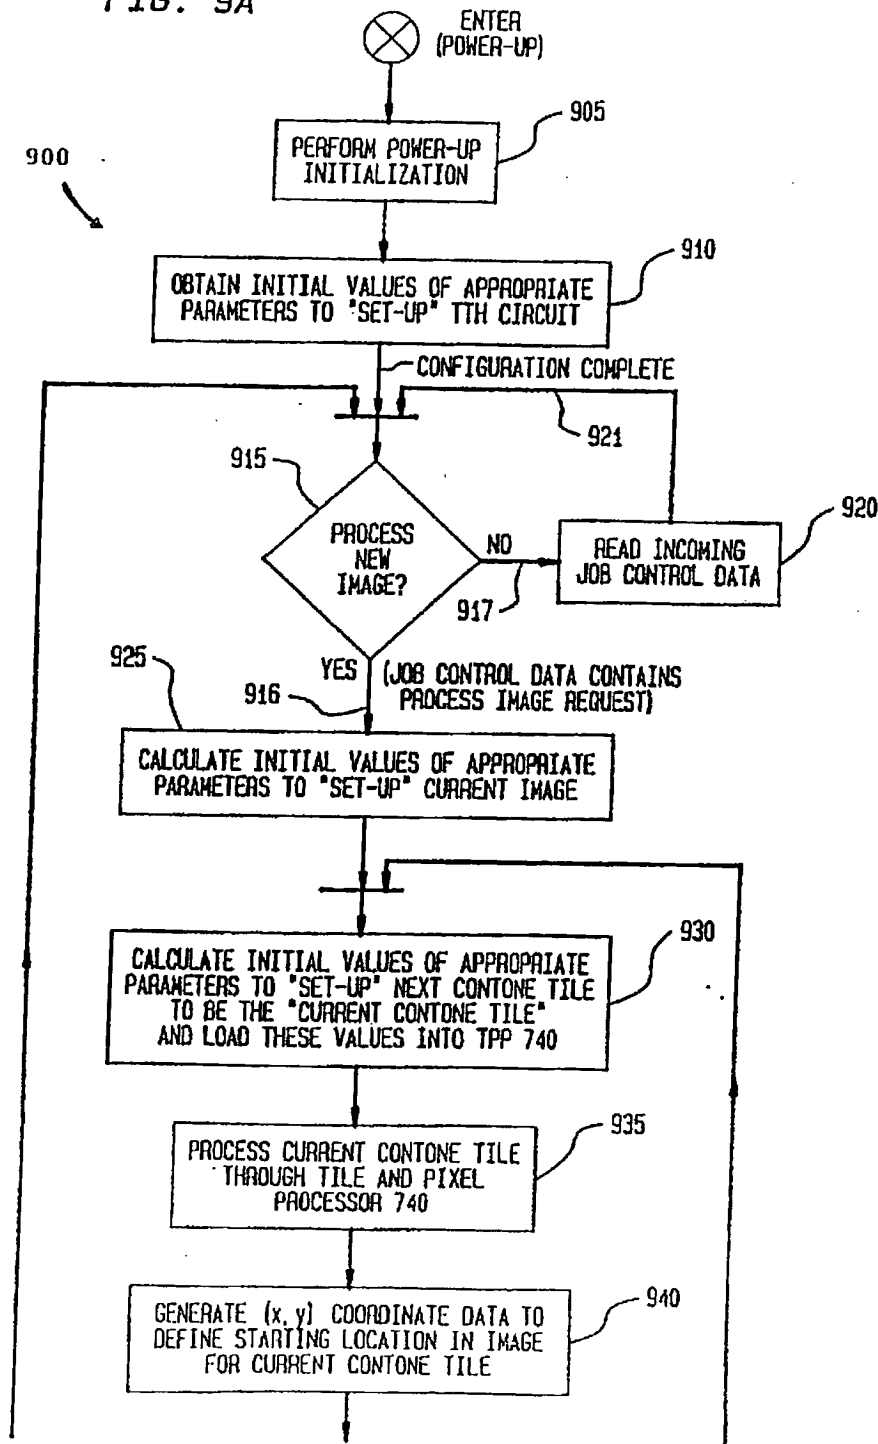 FIG. 9A
ENTER
(POWER-UP)
905
PERFORM POWER-UP
INITIALIZATION
900
910
OBTAIN INITIAL VALUES OF APPROPRIATE
PARAMETERS TO "SET-UP" TTH CIRCUIT
CONFIGURATION COMPLETE
921
915
PROCESS
NEW
IMAGE?
NO
917
920
READ INCOMING
JOB CONTROL DATA
925
YES
(JOB CONTROL DATA CONTAINS
PROCESS IMAGE REQUEST)
916
CALCULATE INITIAL VALUES OF APPROPRIATE
PARAMETERS TO "SET-UP" CURRENT IMAGE
930
CALCULATE INITIAL VALUES OF APPROPRIATE
PARAMETERS TO "SET-UP" NEXT CONTONE TILE
TO BE THE "CURRENT CONTONE TILE"
AND LOAD THESE VALUES INTO TPP 740
935
PROCESS CURRENT CONTONE TILE
THROUGH TILE AND PIXEL
PROCESSOR 740
940
GENERATE (x, y) COORDINATE DATA TO
DEFINE STARTING LOCATION IN IMAGE
FOR CURRENT CONTONE TILE